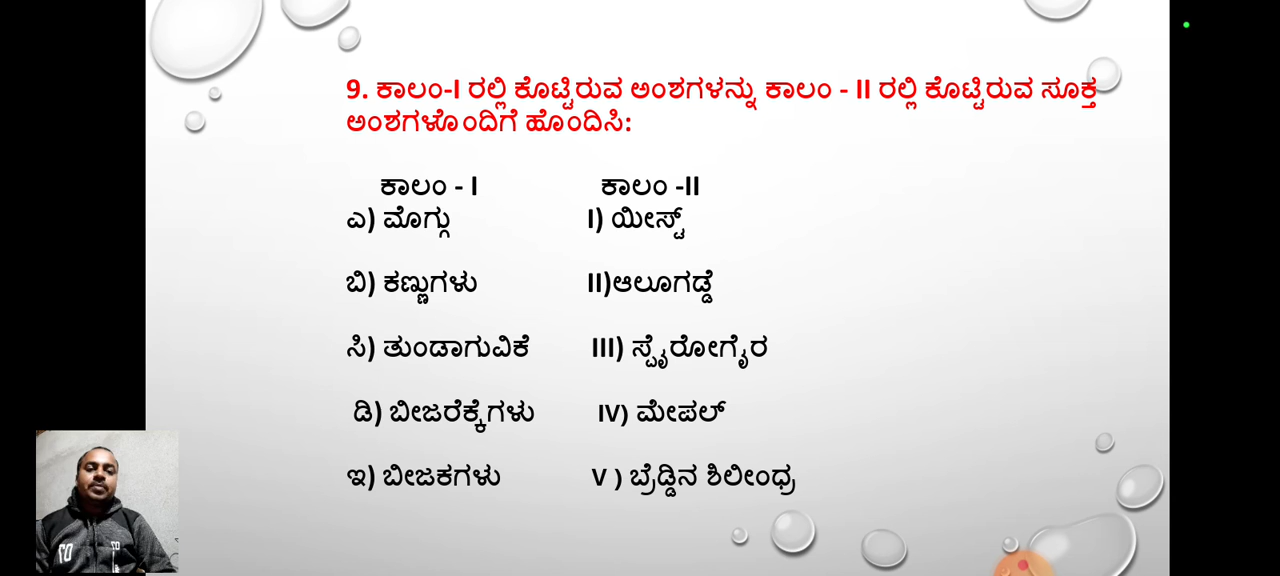 9. ಕಾಲಂ-I ರಲ್ಲಿ ಕೊಟ್ಟಿರುವ ಅಂಶಗಳನ್ನು ಕಾಲಂ - II ರಲ್ಲಿ ಕೊಟ್ಟಿರುವ ಸೂಕ್ತ
ಅಂಶಗಳೊಂದಿಗೆ ಹೊಂದಿಸಿ:
ಕಾಲಂ - I ಕಾಲಂ -II
ಎ) ಮೊಗ್ಗು I) ಯೀಸ್ಟ್
ಬಿ) ಕಣ್ಣುಗಳು II)ಆಲೂಗಡ್ಡೆ
ಸಿ) ತುಂಡಾಗುವಿಕೆ III) ಸ್ಪೈರೋಗೈರ
ಡಿ) ಬೀಜರೆಕ್ಕೆಗಳು IV) ಮೇಪಲ್
ಇ) ಬೀಜಕಗಳು V ) ಬ್ರೆಡ್ಡಿನ ಶಿಲೀಂಧ್ರ